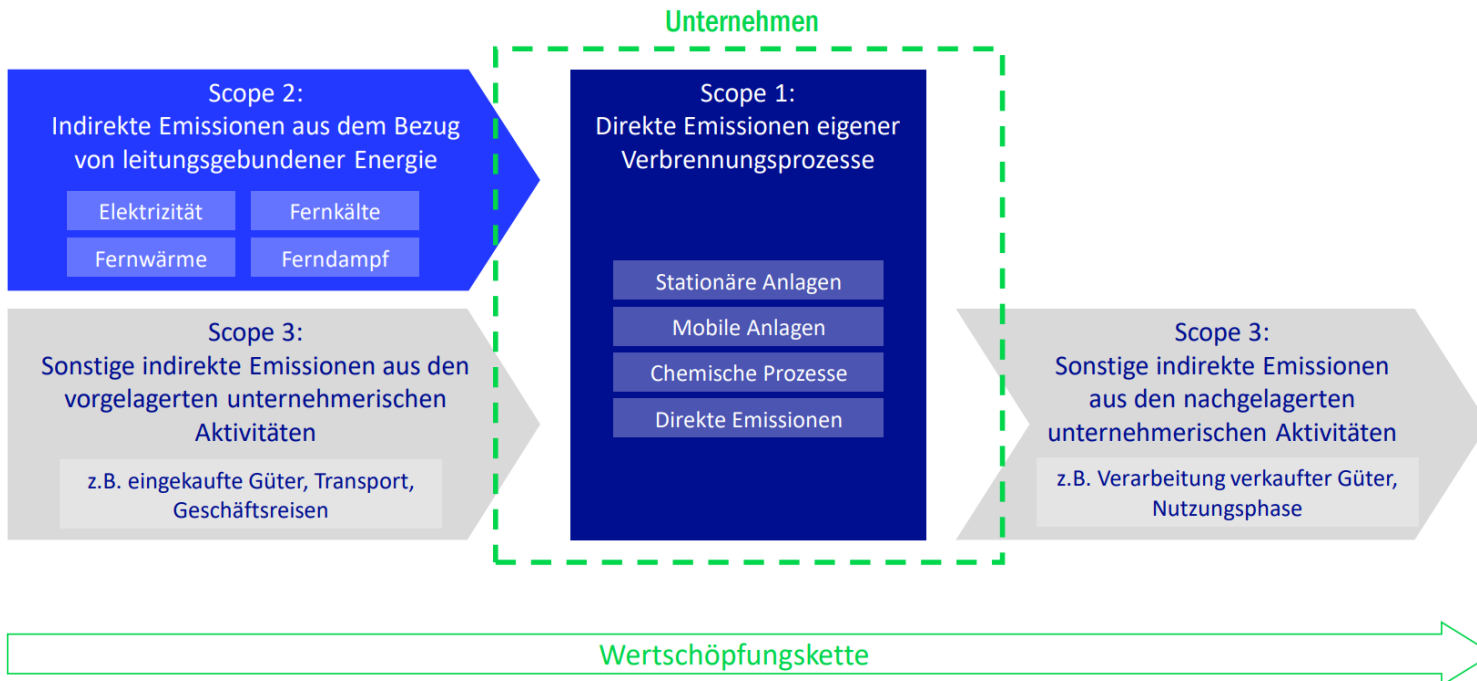 Unternehmen
Scope 2:
Indirekte Emissionen aus dem Bezug
von leitungsgebundener Energie
Elektrizität
Fernkälte
Fernwärme
Ferndampf
Scope 3:
Sonstige indirekte Emissionen aus den
vorgelagerten unternehmerischen
Aktivitäten
z.B. eingekaufte Güter, Transport,
Geschäftsreisen
Scope 1:
Direkte Emissionen eigener
Verbrennungsprozesse
Stationäre Anlagen
Mobile Anlagen
Chemische Prozesse
Direkte Emissionen
Scope 3:
Sonstige indirekte Emissionen
aus den nachgelagerten
unternehmerischen Aktivitäten
z.B. Verarbeitung verkaufter Güter,
Nutzungsphase
Wertschöpfungskette